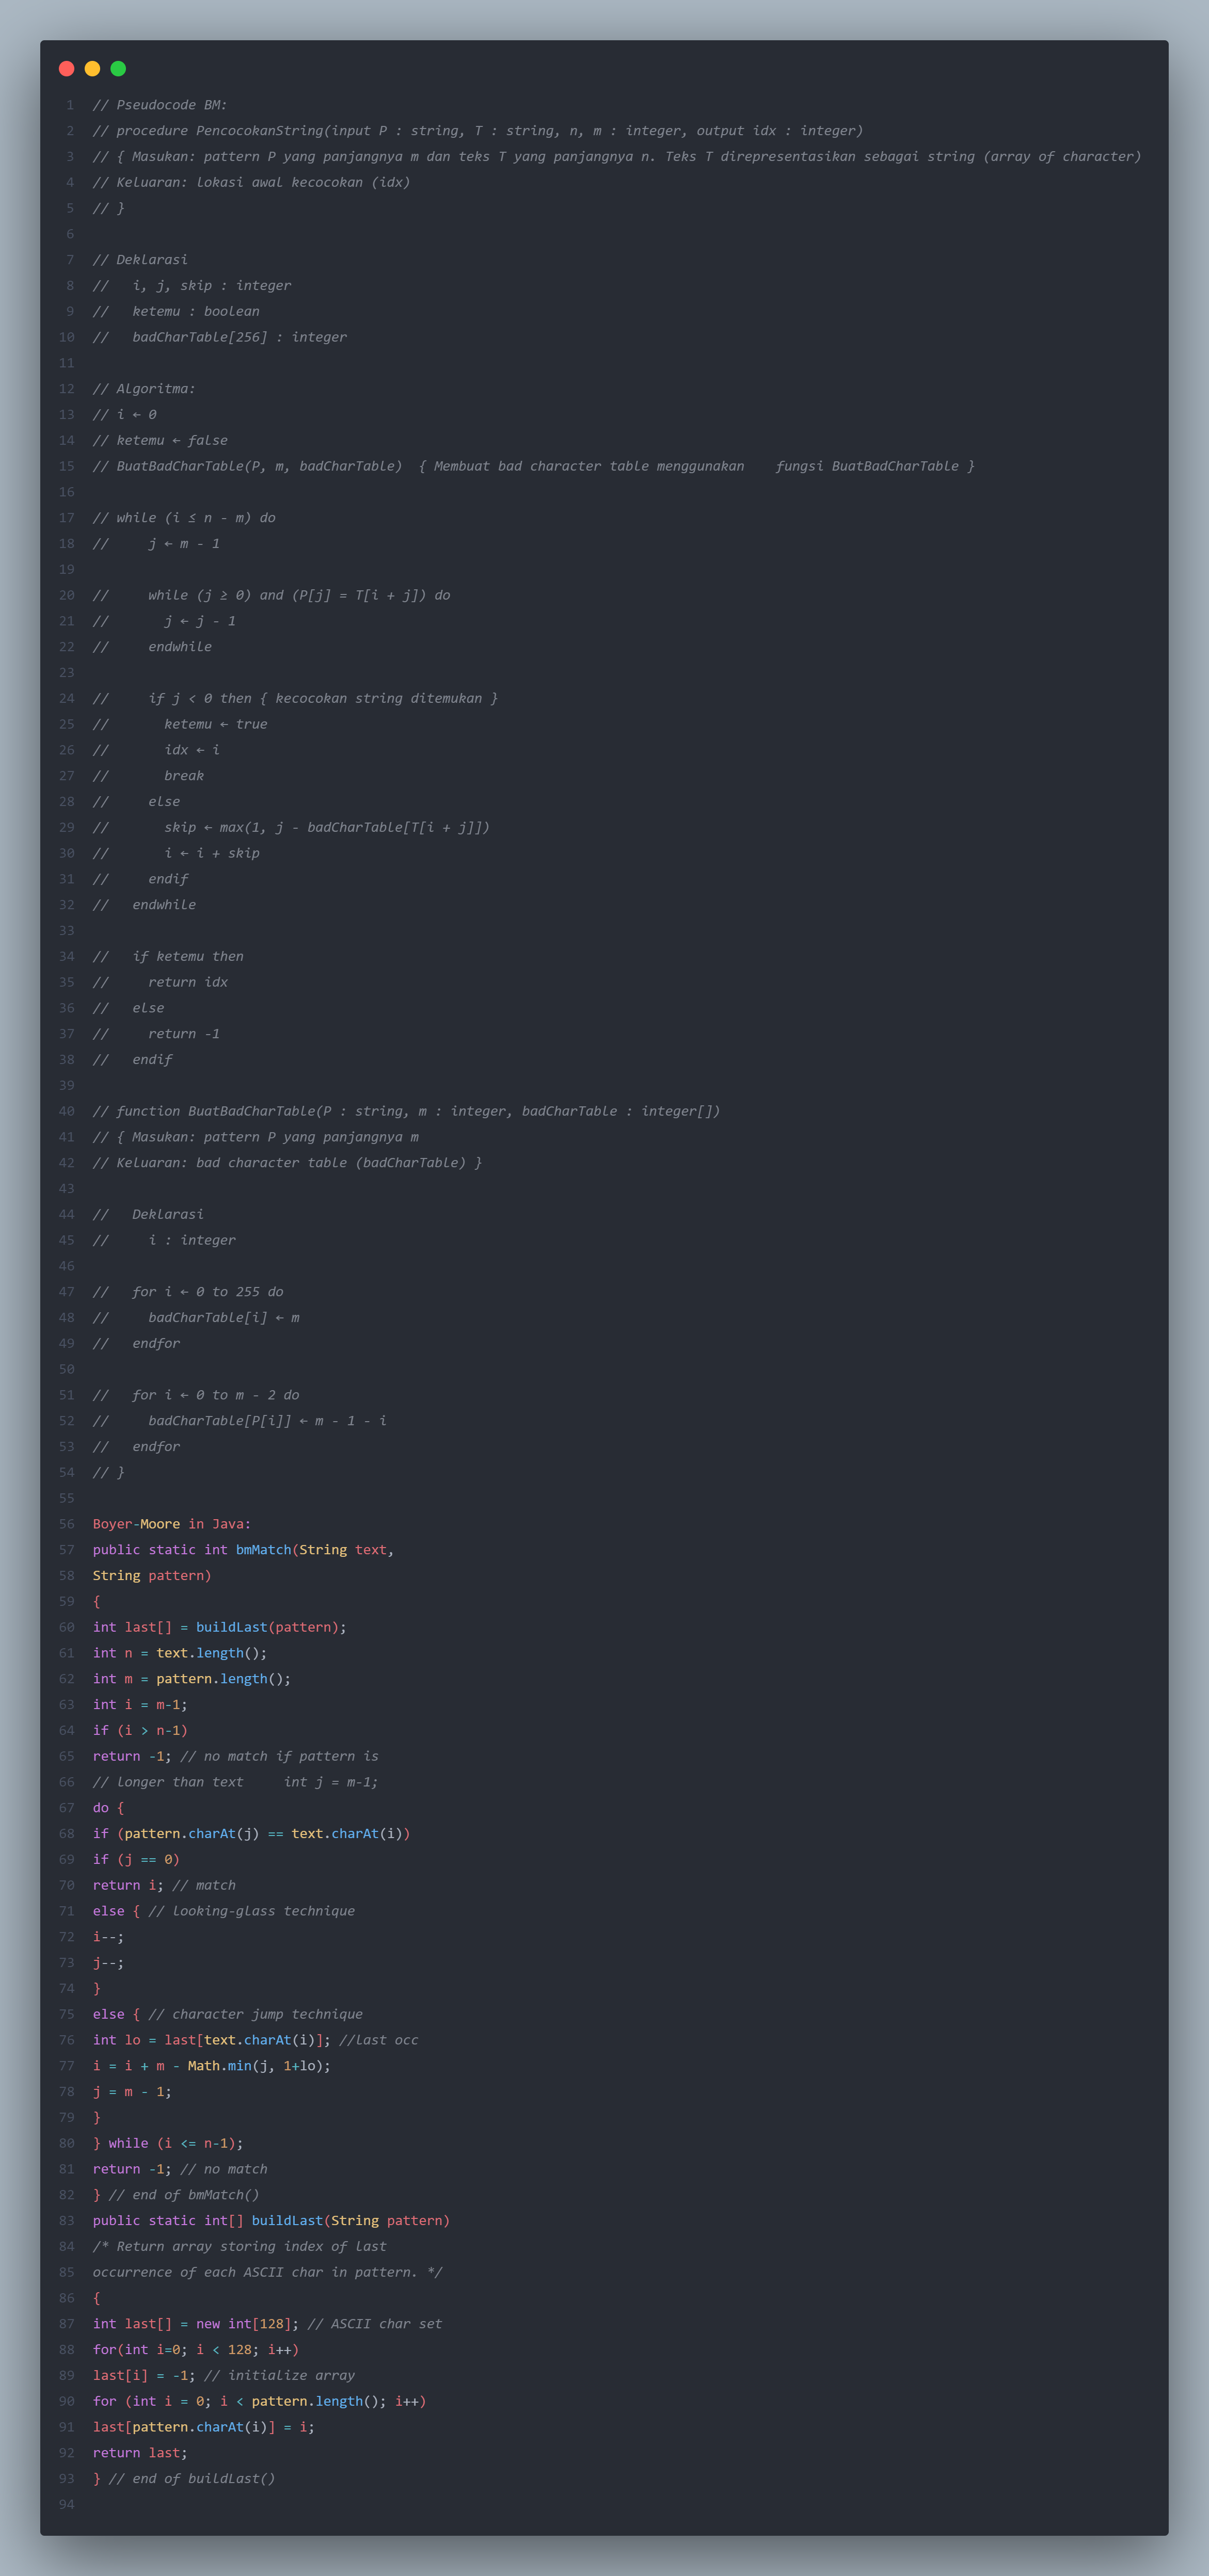 1 // Pseudocode BM:
2 // procedure PencocokanString(input P : string, T : string, n, m : integer, output idx : integer)
3 // { Masukan: pattern P yang panjangnya m dan teks T yang panjangnya n. Teks T direpresentasikan sebagai string (array of character)
4 // Keluaran: lokasi awal kecocokan (idx)
5 // }
6
7 // Deklarasi
8 //   i, j, skip : integer
9 //   ketemu : boolean
10 //   badCharTable[256] : integer
11
12 // Algoritma:
13 // i ← 0
14 // ketemu ← false
15 // BuatBadCharTable(P, m, badCharTable)  { Membuat bad character table menggunakan    fungsi BuatBadCharTable }
16
17 // while (i ≤ n - m) do
18 //     j ← m - 1
19
20 //     while (j ≥ 0) and (P[j] = T[i + j]) do
21 //       j ← j - 1
22 //     endwhile
23
24 //     if j < 0 then { kecocokan string ditemukan }
25 //       ketemu ← true
26 //       idx ← i
27 //       break
28 //     else
29 //       skip ← max(1, j - badCharTable[T[i + j]])
30 //       i ← i + skip
31 //     endif
32 //   endwhile
33
34 //   if ketemu then
35 //     return idx
36 //   else
37 //     return -1
38 //   endif
39
40 // function BuatBadCharTable(P : string, m : integer, badCharTable : integer[])
41 // { Masukan: pattern P yang panjangnya m
42 // Keluaran: bad character table (badCharTable) }
43
44 //   Deklarasi
45 //     i : integer
46
47 //   for i ← 0 to 255 do
48 //     badCharTable[i] ← m
49 //   endfor
50
51 //   for i ← 0 to m - 2 do
52 //     badCharTable[P[i]] ← m - 1 - i
53 //   endfor
54 // }
55
56 Boyer-Moore in Java:
57 public static int bmMatch(String text,
58 String pattern)
59 {
60 int last[] = buildLast(pattern);
61 int n = text.length();
62 int m = pattern.length();
63 int i = m-1;
64 if (i > n-1)
65 return -1; // no match if pattern is
66 // longer than text     int j = m-1;
67 do {
68 if (pattern.charAt(j) == text.charAt(i))
69 if (j == 0)
70 return i; // match
71 else { // looking-glass technique
72 i--;
73 j--;
74 }
75 else { // character jump technique
76 int lo = last[text.charAt(i)]; //last occ
77 i = i + m - Math.min(j, 1+lo);
78 j = m - 1;
79 }
80 } while (i <= n-1);
81 return -1; // no match
82 } // end of bmMatch()
83 public static int[] buildLast(String pattern)
84 /* Return array storing index of last
85 occurrence of each ASCII char in pattern. */
86 {
87 int last[] = new int[128]; // ASCII char set
88 for(int i=0; i < 128; i++)
89 last[i] = -1; // initialize array
90 for (int i = 0; i < pattern.length(); i++)
91 last[pattern.charAt(i)] = i;
92 return last;
93 } // end of buildLast()
94